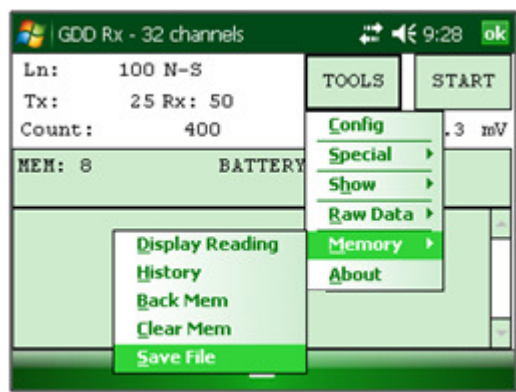 GDD Rx - 32 channels 9:28 ok
Ln: 100 N-S
TOOLS START
Tx: 25 Rx: 50
Count: 400
.3 mV
MEM: 8 BATTERY
Config
Special
Show
Raw Data
Memory
About
Display Reading
History
Back Mem
Clear Mem
Save File